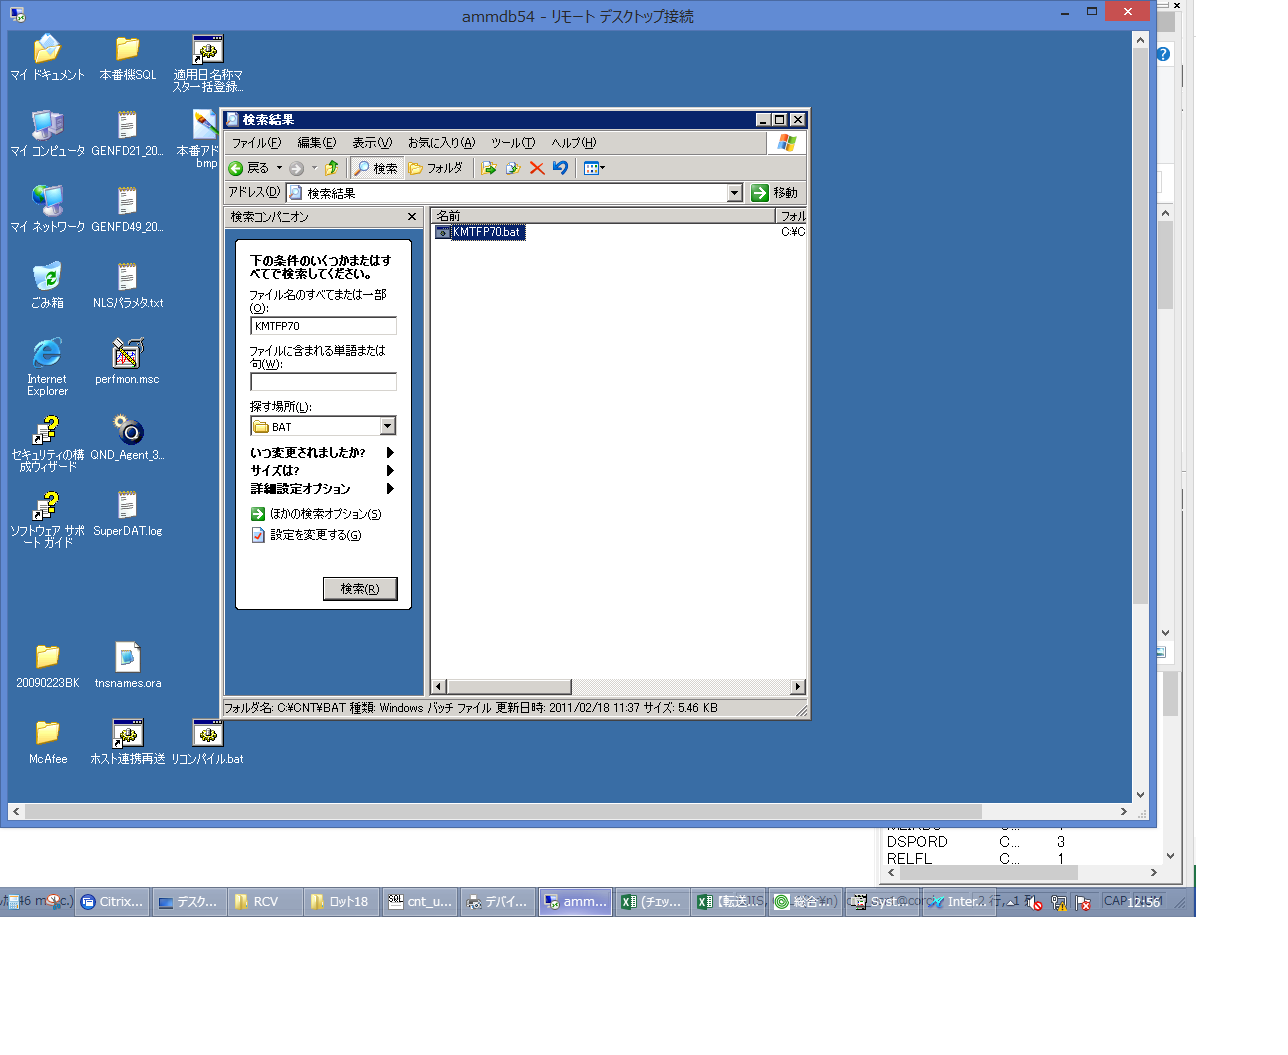 ammdb54 - リモート デスクトップ接続
マイ ドキュメント
本番機SQL
適用日名称マスター括登録...
マイ コンピュータ
GENFD21_20...
本番アド
bmp
マイ ネットワーク
GENFD49_20...
ごみ箱
NLSパラメタ.txt
Internet
Explorer
perfmon.msc
セキュリティの構成ウィザード
QND_Agent_3...
ソフトウェア サポート ガイド
SuperDAT.log
20090223BK
tnsnames.ora
McAfee
ホスト連携再送
リコンパイル.bat
検索結果
ファイル(F) 編集(E) 表示(V) お気に入り(A) ツール(T) ヘルプ(H)
戻る 検索 フォルダ
アドレス(D) 検索結果 移動
検索コンパニオン
名前 フォル
KMTFP70.bat C:¥C
下の条件のいくつかまたはす
べてで検索してください。
ファイル名のすべてまたは一部
(O):
KMTFP70
ファイルに含まれる単語または
句(W):
探す場所(L):
BAT
いつ変更されましたか?
サイズは?
詳細設定オプション
ほかの検索オプション(S)
設定を変更する(G)
検索(R)
フォルダ名: C:¥CNT¥BAT 種類: Windows バッチ ファイル 更新日時: 2011/02/18 11:37 サイズ: 5.46 KB
DSPORD C... 3
RELFL C... 1
Citrix...
デスク...
RCV
ロット18
cnt_u...
デバイ...
amm...
(チェッ...
【転送...
総合...
Syst...
Inter...
2 行, 1 列
CAP
12:56